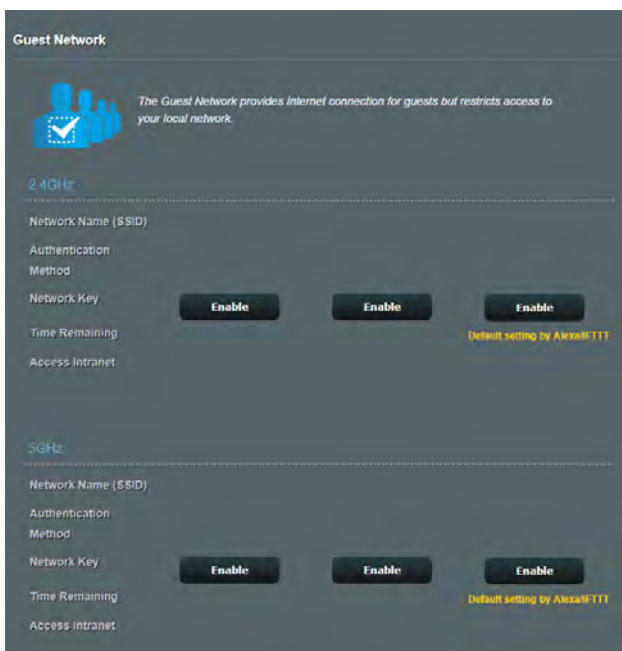 Guest Network
The Guest Network provides Internet connection for guests but restricts access to
your local network.
2.4GHz
Network Name (SSID)
Authentication
Method
Network Key
Enable Enable Enable
Time Remaining
Default setting by Alexa/IFTTT
Access Intranet
5GHz
Network Name (SSID)
Authentication
Method
Network Key
Enable Enable Enable
Time Remaining
Default setting by Alexa/IFTTT
Access Intranet